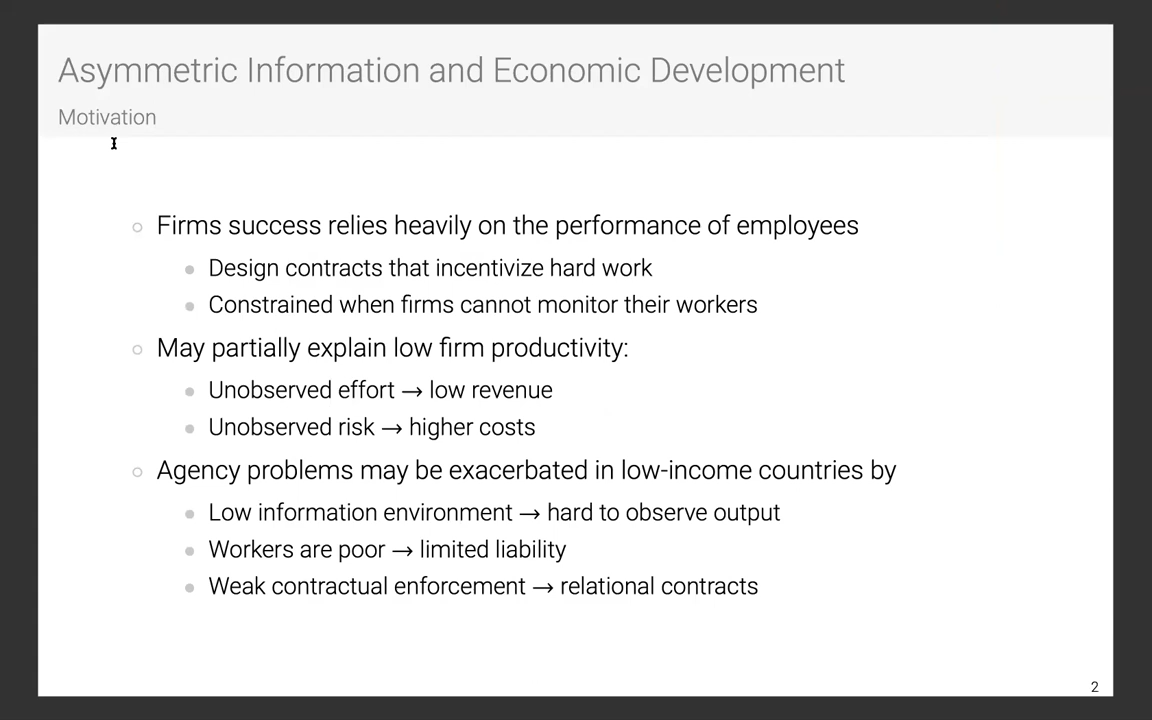 Asymmetric Information and Economic Development
Motivation
Firms success relies heavily on the performance of employees
Design contracts that incentivize hard work
Constrained when firms cannot monitor their workers
May partially explain low firm productivity:
Unobserved effort → low revenue
Unobserved risk → higher costs
Agency problems may be exacerbated in low-income countries by
Low information environment → hard to observe output
Workers are poor → limited liability
Weak contractual enforcement → relational contracts
2